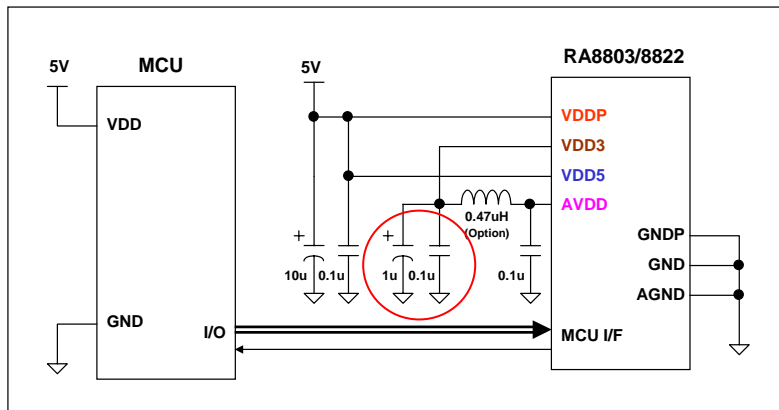 RA8803/8822
MCU
5V
5V
VDD
VDDP
VDD3
VDD5
AVDD
0.47uH
(Option)
GNDP
GND
AGND
+
10u
0.1u
+
1u
0.1u
0.1u
GND
I/O
MCU I/F